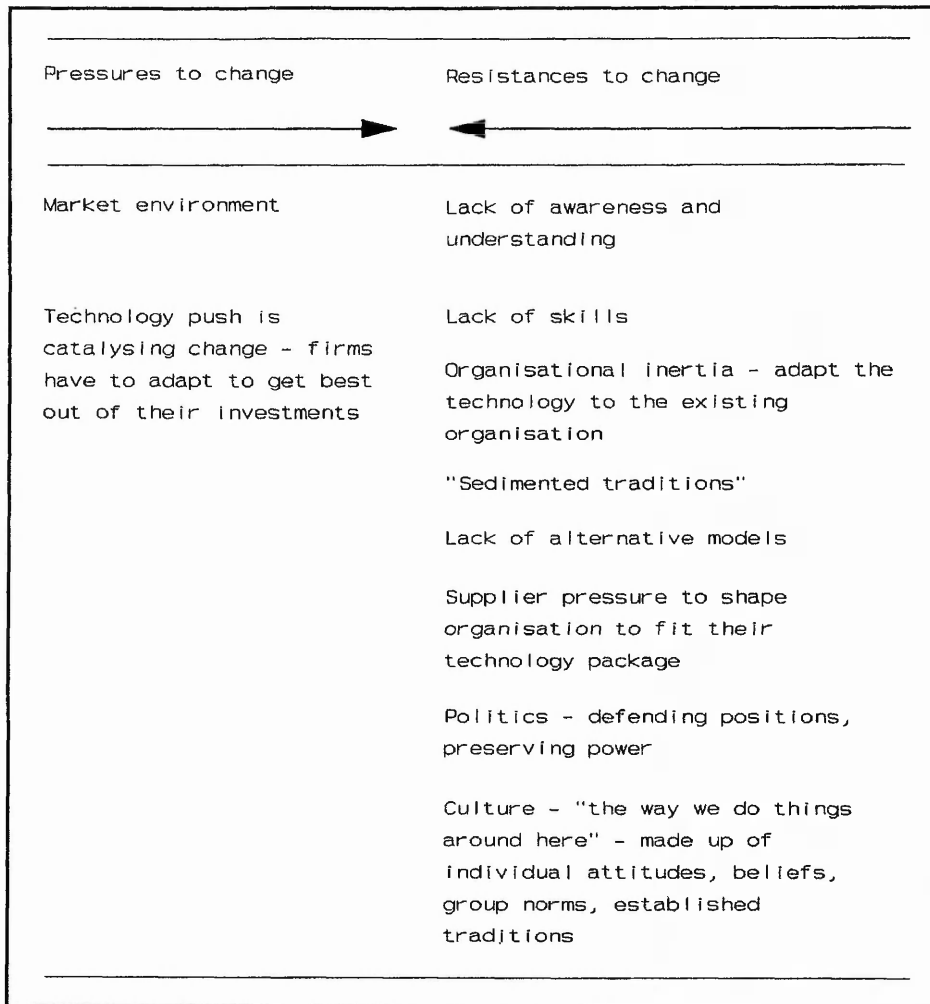 Pressures to change
Resistances to change
Market environment
Lack of awareness and
understanding
Technology push is
catalysing change - firms
have to adapt to get best
out of their investments
Lack of skills
Organisational inertia - adapt the
technology to the existing
organisation
"Sedimented traditions"
Lack of alternative models
Supplier pressure to shape
organisation to fit their
technology package
Politics - defending positions,
preserving power
Culture - "the way we do things
around here" - made up of
individual attitudes, beliefs,
group norms, established
traditions